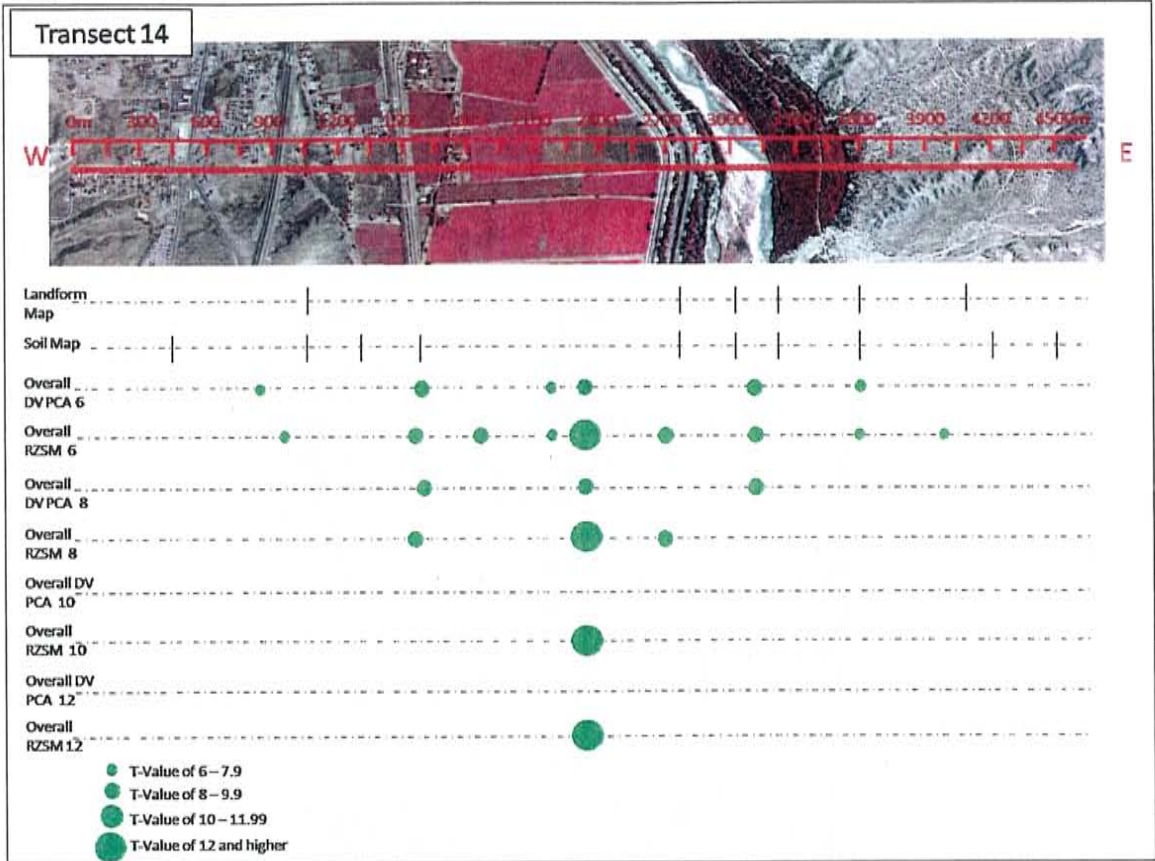 Transect 14
0m 300 600 900 1200 2700 3000 3900 4200 4500m
W
E
Landform
Map
Soil Map
Overall
DV PCA 6
Overall
RZSM 6
Overall
DV PCA 8
Overall
RZSM 8
Overall DV
PCA 10
Overall
RZSM 10
Overall DV
PCA 12
Overall
RZSM 12
T-Value of 6 – 7.9
T-Value of 8 – 9.9
T-Value of 10 – 11.99
T-Value of 12 and higher